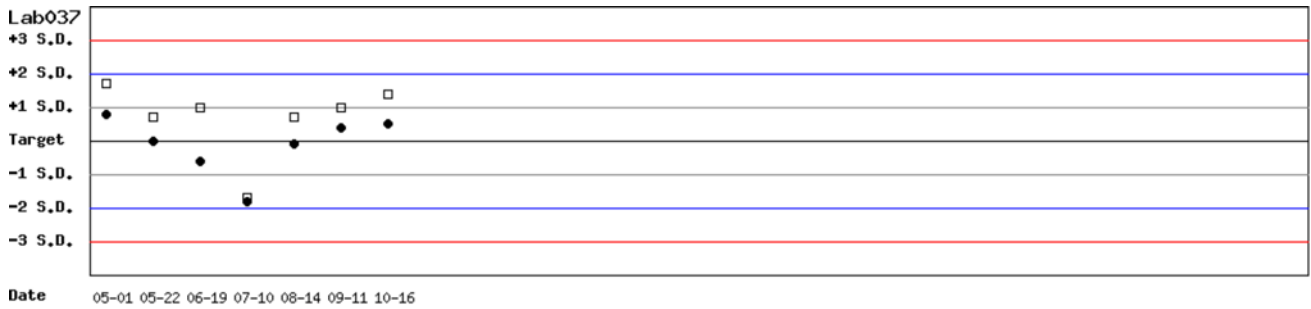 Lab037
+3 S.D.
+2 S.D.
+1 S.D.
Target
-1 S.D.
-2 S.D.
-3 S.D.
Date 05-01 05-22 06-19 07-10 08-14 09-11 10-16